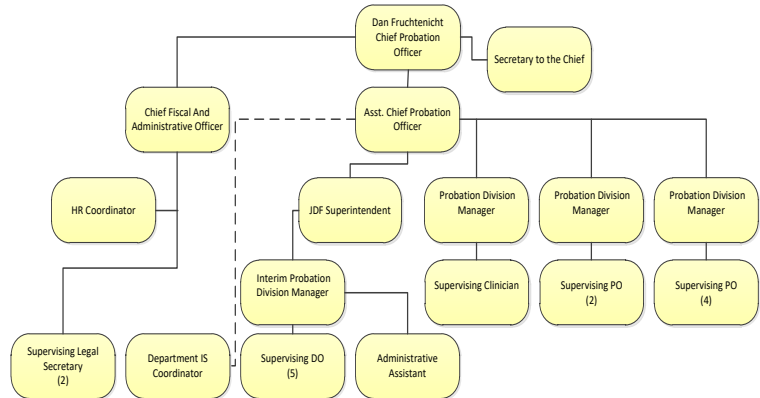 Dan Fruchtenicht
Chief Probation
Officer
Secretary to the Chief
Chief Fiscal And
Administrative Officer
Asst. Chief Probation
Officer
HR Coordinator
JDF Superintendent
Probation Division
Manager
Probation Division
Manager
Probation Division
Manager
Interim Probation
Division Manager
Supervising Clinician
Supervising PO
(2)
Supervising PO
(4)
Supervising Legal
Secretary
(2)
Department IS
Coordinator
Supervising DO
(5)
Administrative
Assistant